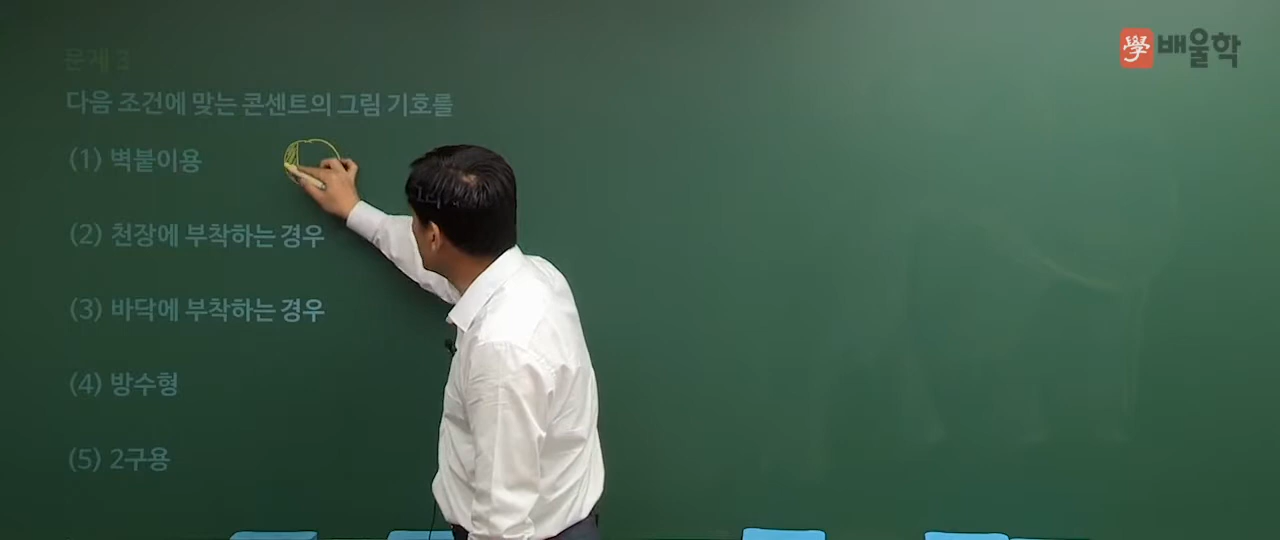 學배울학
문제 3
다음 조건에 맞는 콘센트의 그림 기호를
(1) 벽붙이용
(2) 천장에 부착하는 경우
(3) 바닥에 부착하는 경우
(4) 방수형
(5) 2구용